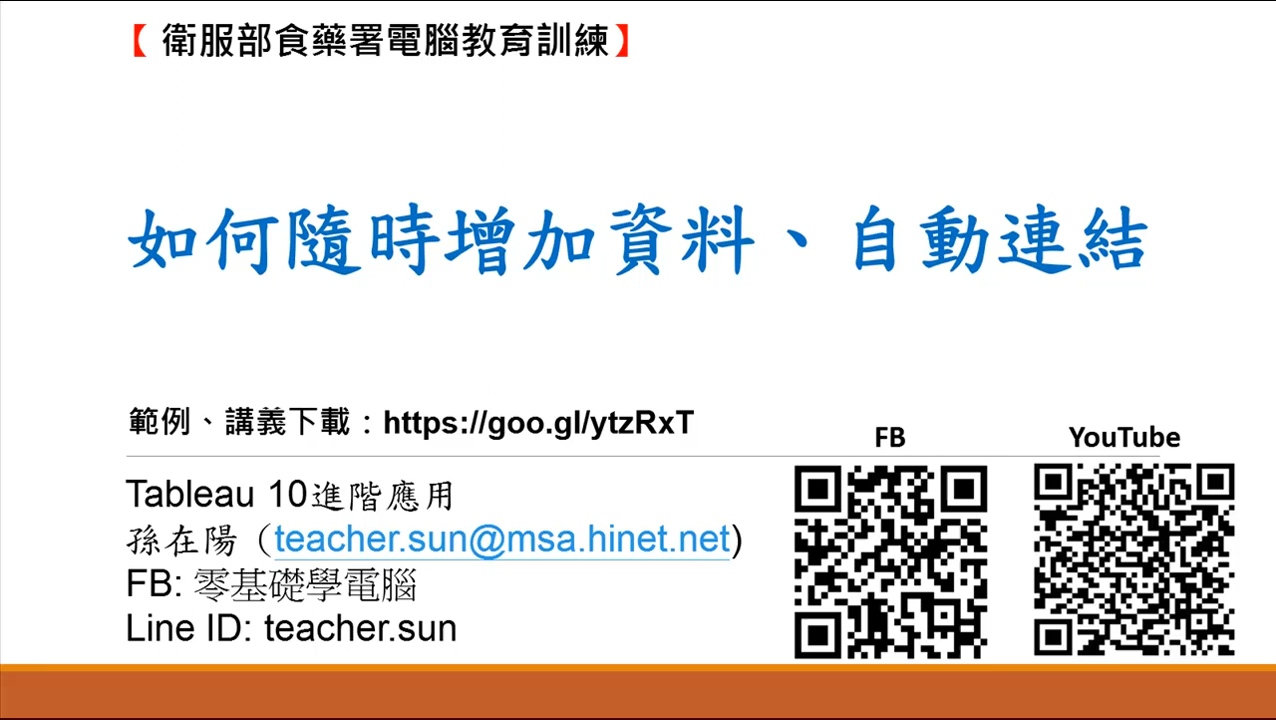 【 衛服部食藥署電腦教育訓練】
如何隨時增加資料、自動連結
範例、講義下載：https://goo.gl/ytzRxT
FB
YouTube
Tableau 10進階應用
孫在陽（teacher.sun@msa.hinet.net)
FB: 零基礎學電腦
Line ID: teacher.sun